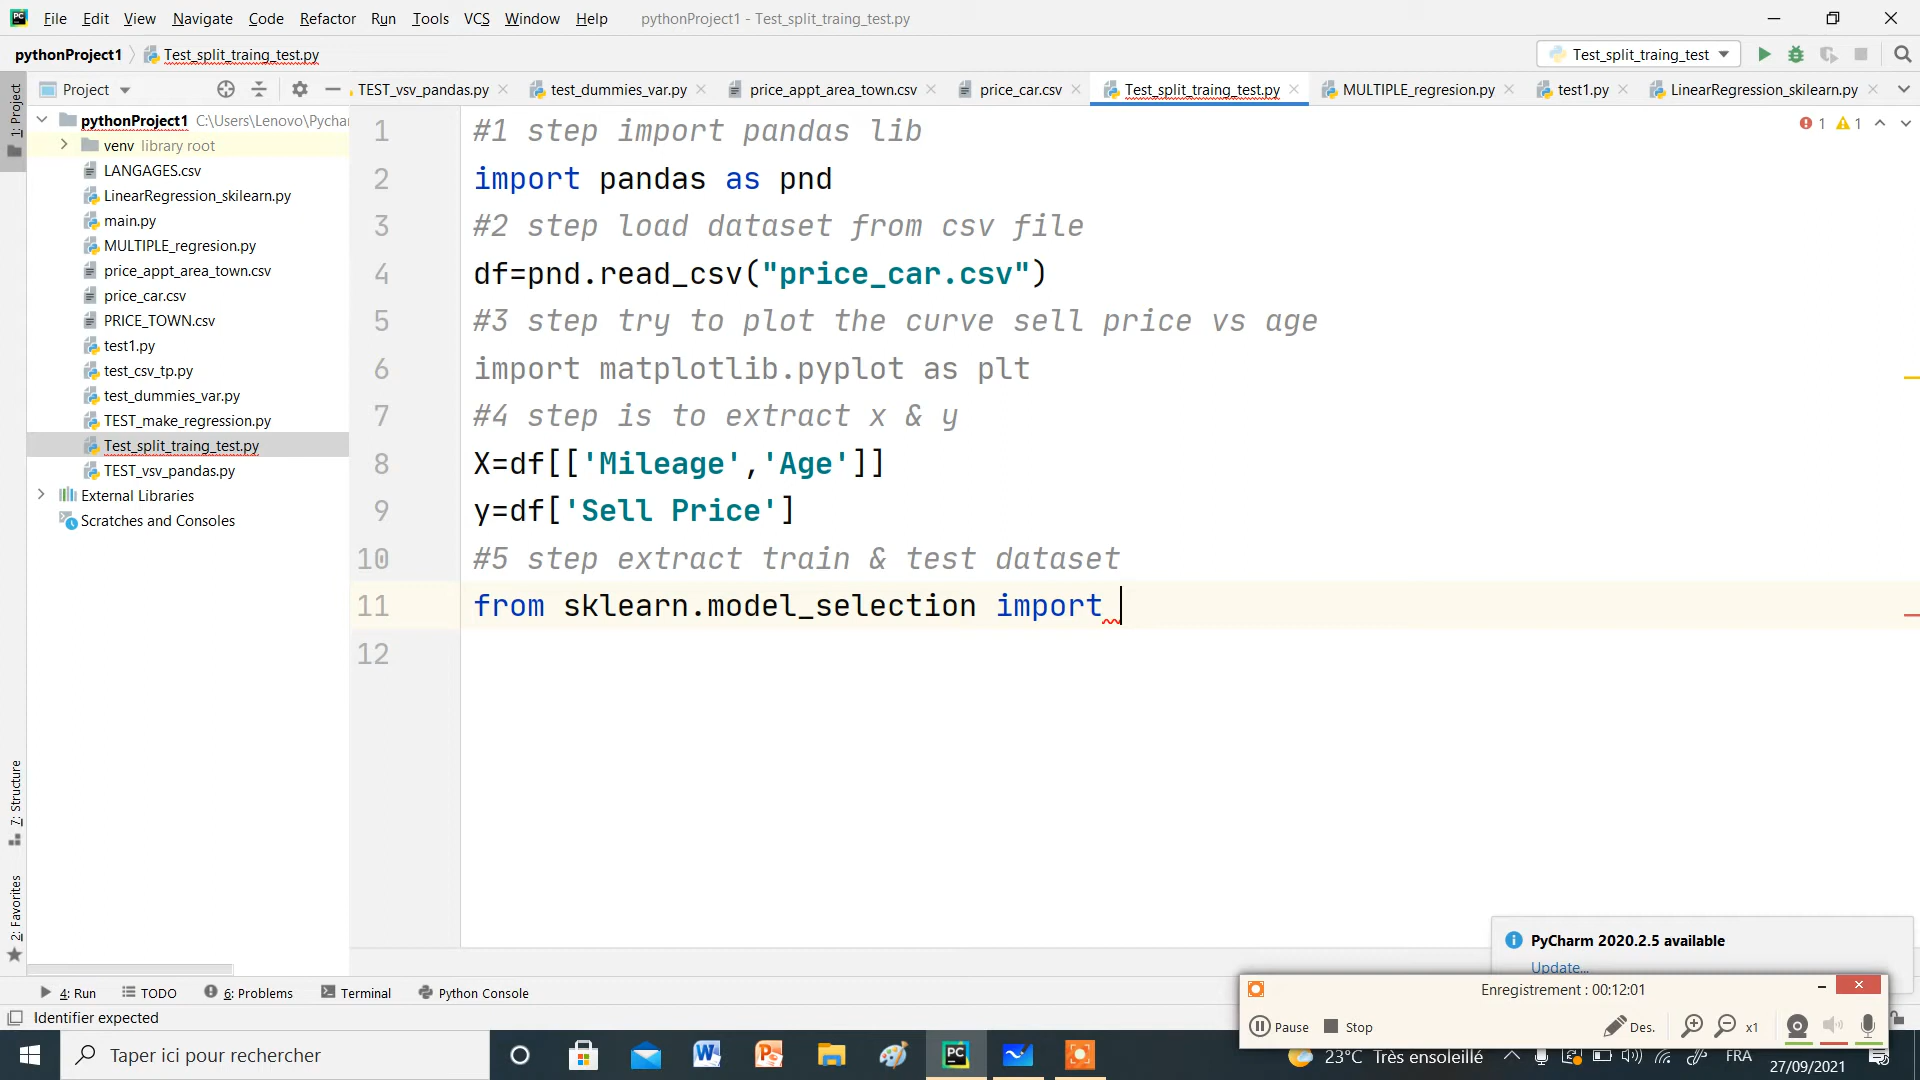 File Edit View Navigate Code Refactor Run Tools VCS Window Help pythonProject1 - Test_split_traing_test.py
pythonProject1 Test_split_traing_test.py Test_split_traing_test
Project TEST_vsv_pandas.py test_dummies_var.py price_appt_area_town.csv price_car.csv Test_split_traing_test.py MULTIPLE_regresion.py test1.py LinearRegression_skilearn.py
1: Project
pythonProject1 C:\Users\Lenovo\Pychar
venv library root
LANGAGES.csv
LinearRegression_skilearn.py
main.py
MULTIPLE_regresion.py
price_appt_area_town.csv
price_car.csv
PRICE_TOWN.csv
test1.py
test_csv_tp.py
test_dummies_var.py
TEST_make_regression.py
Test_split_traing_test.py
TEST_vsv_pandas.py
External Libraries
Scratches and Consoles
7: Structure
2: Favorites
1 1
1 #1 step import pandas lib
2 import pandas as pnd
3 #2 step load dataset from csv file
4 df=pnd.read_csv("price_car.csv")
5 #3 step try to plot the curve sell price vs age
6 import matplotlib.pyplot as plt
7 #4 step is to extract x & y
8 X=df[['Mileage','Age']]
9 y=df['Sell Price']
10 #5 step extract train & test dataset
11 from sklearn.model_selection import
12
PyCharm 2020.2.5 available
Update...
4: Run TODO 6: Problems Terminal Python Console
Identifier expected
Enregistrement : 00:12:01
Pause Stop Des. x1
Taper ici pour rechercher
23°C Très ensoleillé FRA
27/09/2021